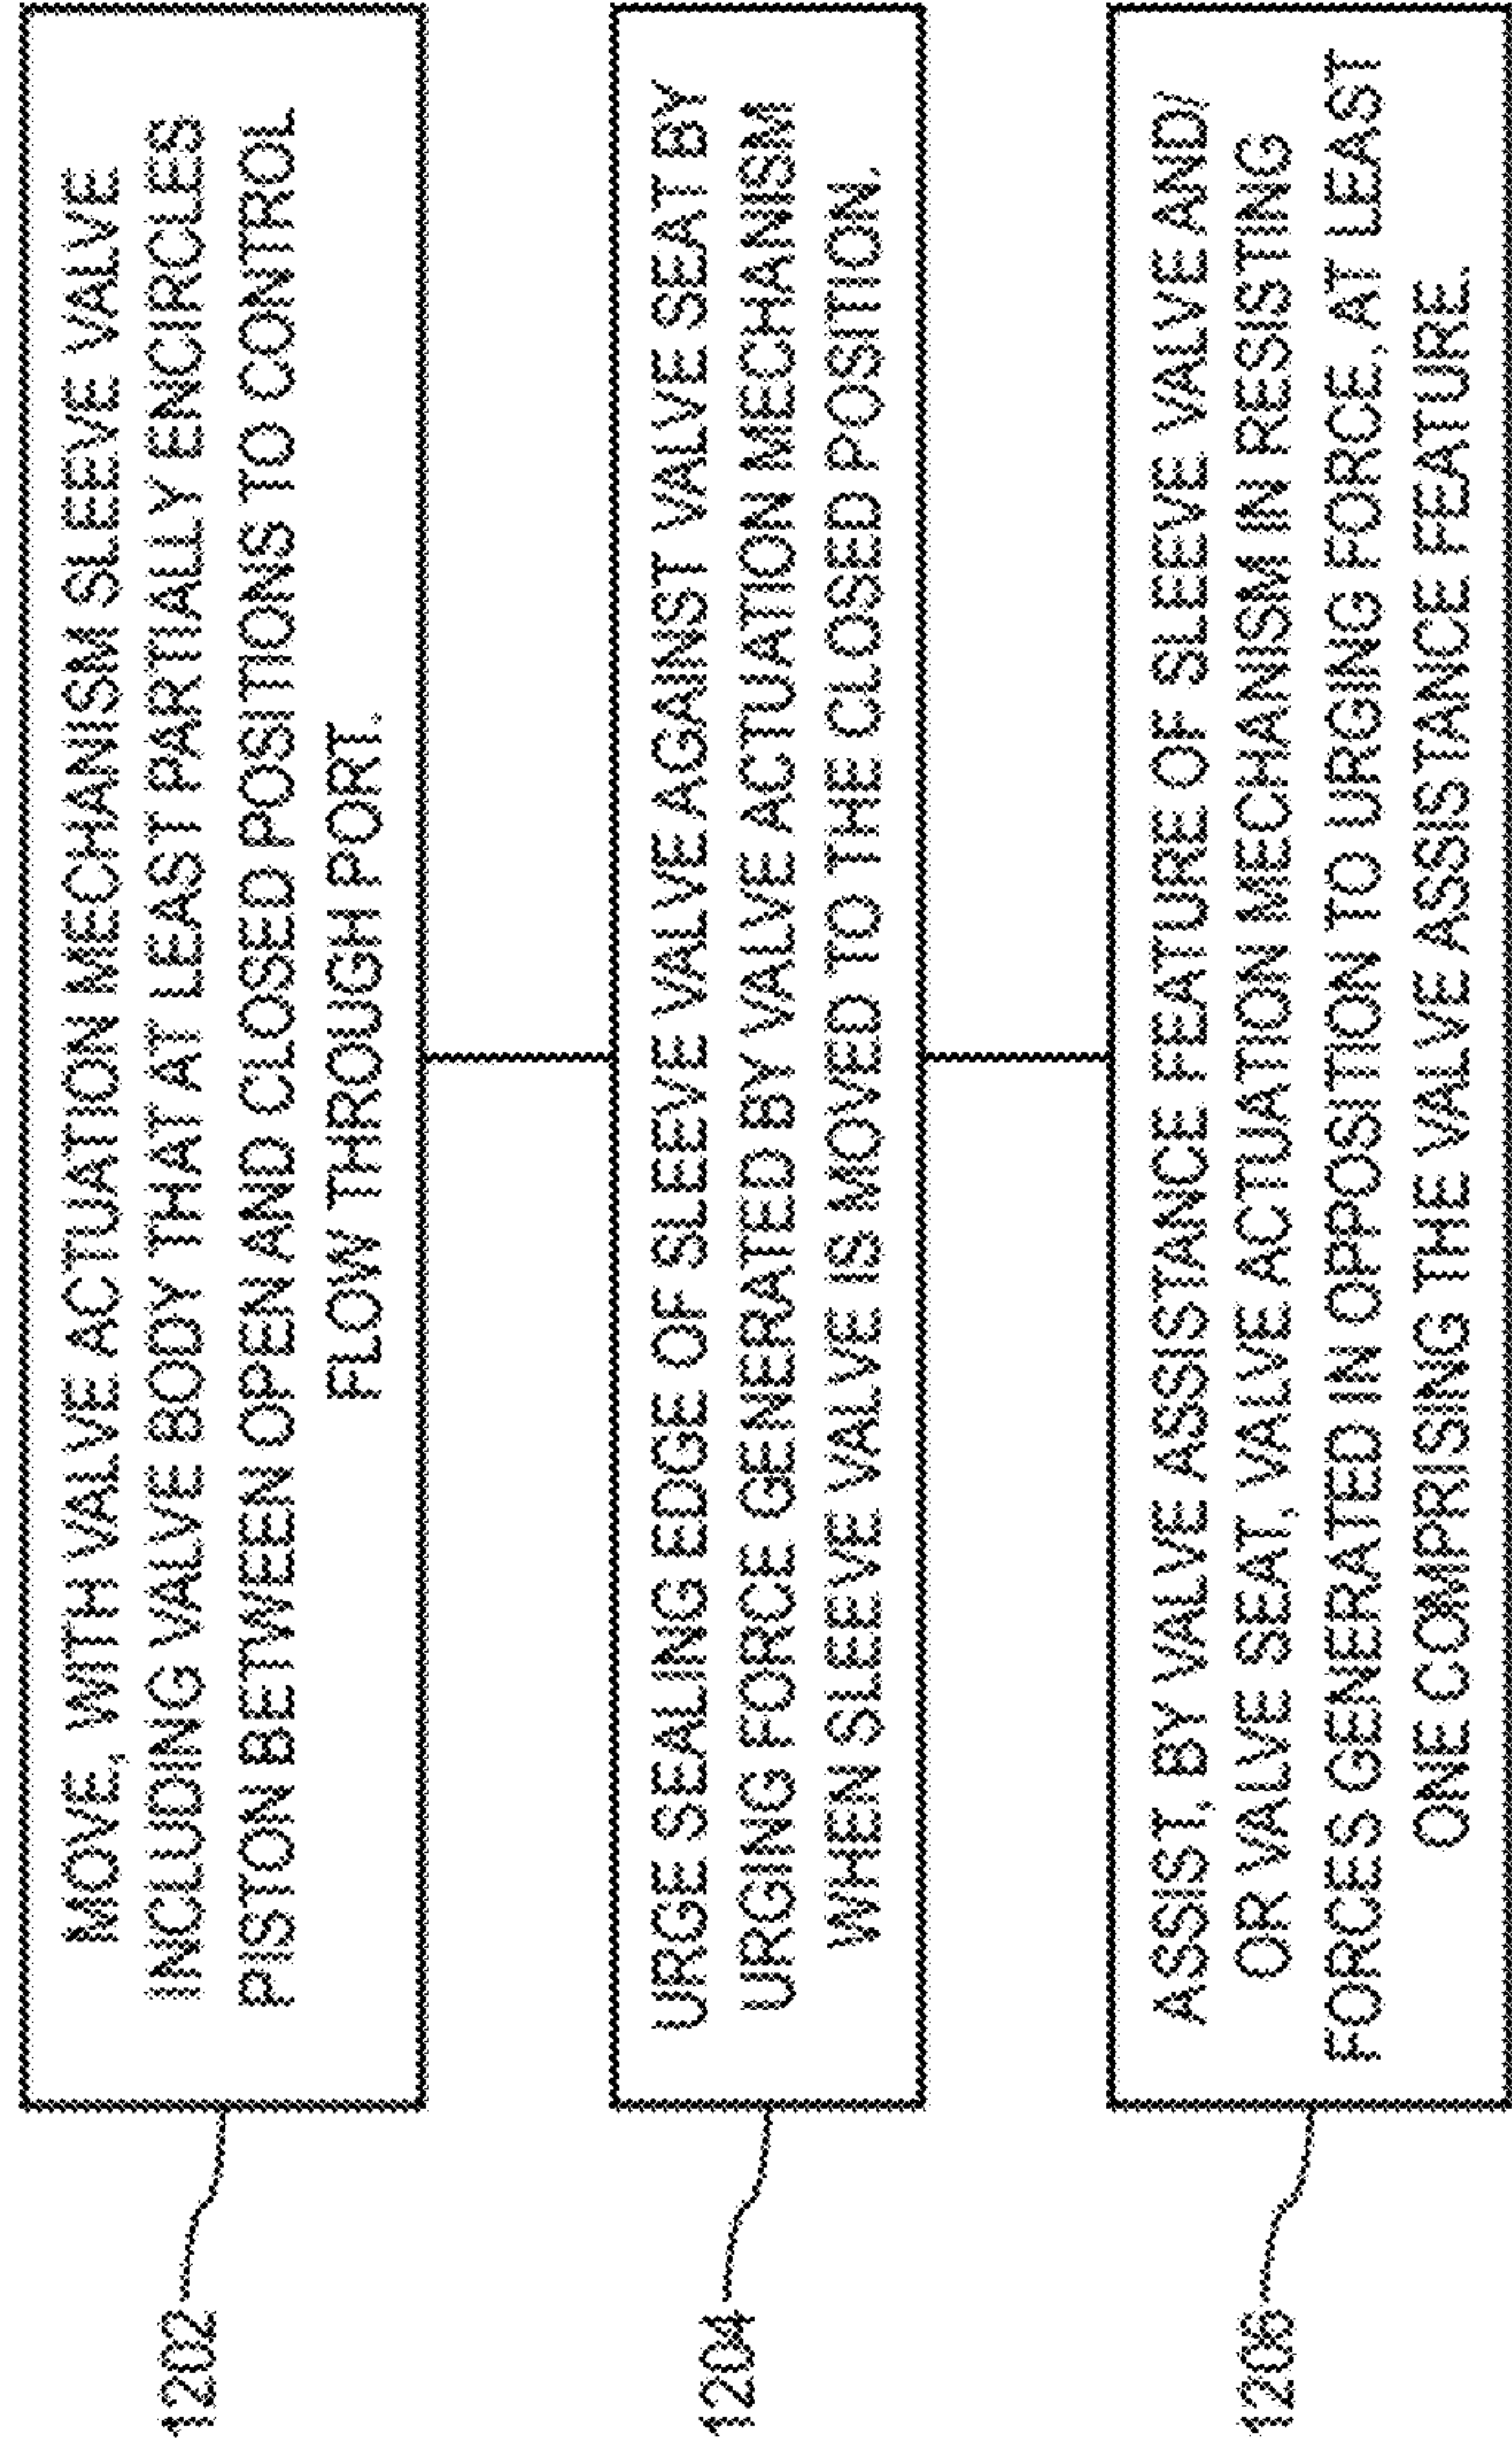 1202
MOVE, WITH VALVE ACTUATION MECHANISM SLEEVE VALVE
INCLUDING VALVE BODY THAT AT LEAST PARTIALLY ENCIRCLES
PISTON BETWEEN OPEN AND CLOSED POSITIONS TO CONTROL
FLOW THROUGH PORT.
1204
URGE SEALING EDGE OF SLEEVE VALVE AGAINST VALVE SEAT BY
URGING FORCE GENERATED BY VALVE ACTUATION MECHANISM
WHEN SLEEVE VALVE IS MOVED TO THE CLOSED POSITION.
1206
ASSIST, BY VALVE ASSISTANCE FEATURE OF SLEEVE VALVE AND/
OR VALVE SEAT, VALVE ACTUATION MECHANISM IN RESISTING
FORCES GENERATED IN OPPOSITION TO URGING FORCE, AT LEAST
ONE COMPRISING THE VALVE ASSISTANCE FEATURE.